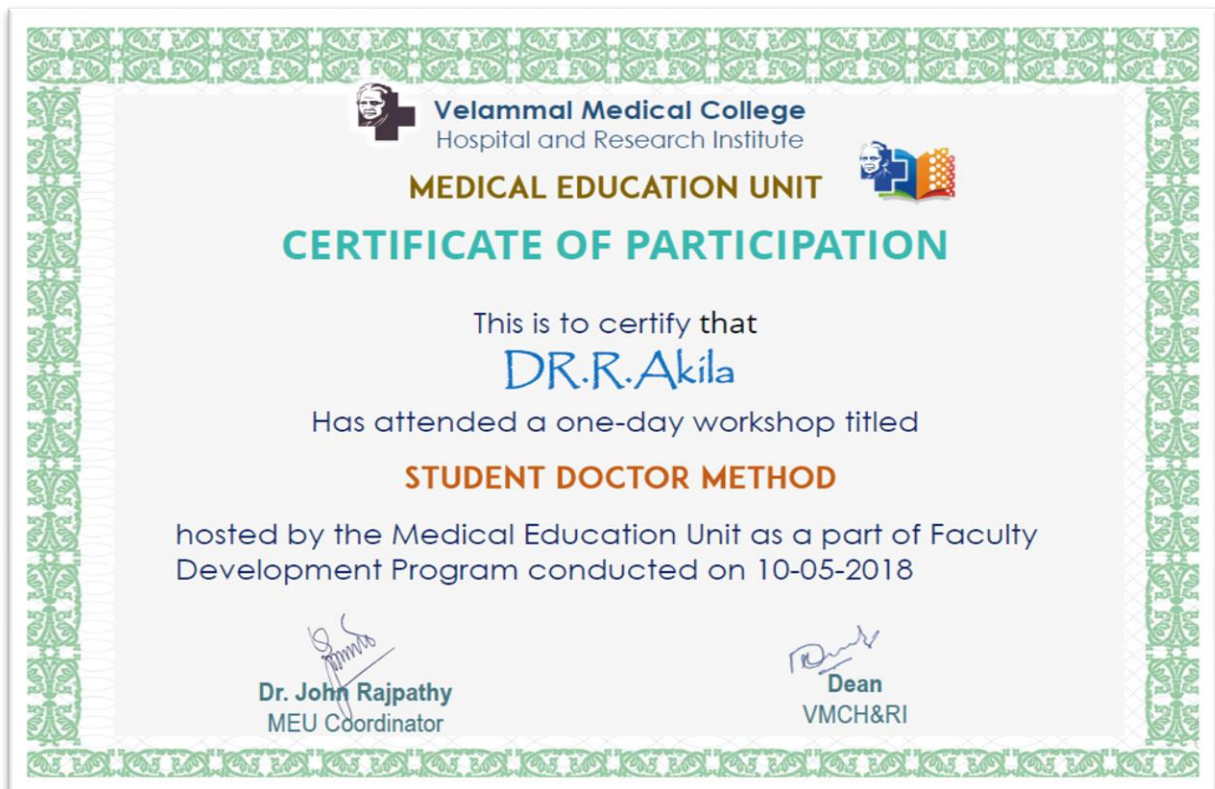 Velammal Medical College
Hospital and Research Institute
MEDICAL EDUCATION UNIT
CERTIFICATE OF PARTICIPATION
This is to certify that
DR.R.Akila
Has attended a one-day workshop titled
STUDENT DOCTOR METHOD
hosted by the Medical Education Unit as a part of Faculty
Development Program conducted on 10-05-2018
Dr. John Rajpathy
MEU Coordinator
Dean
VMCH&RI